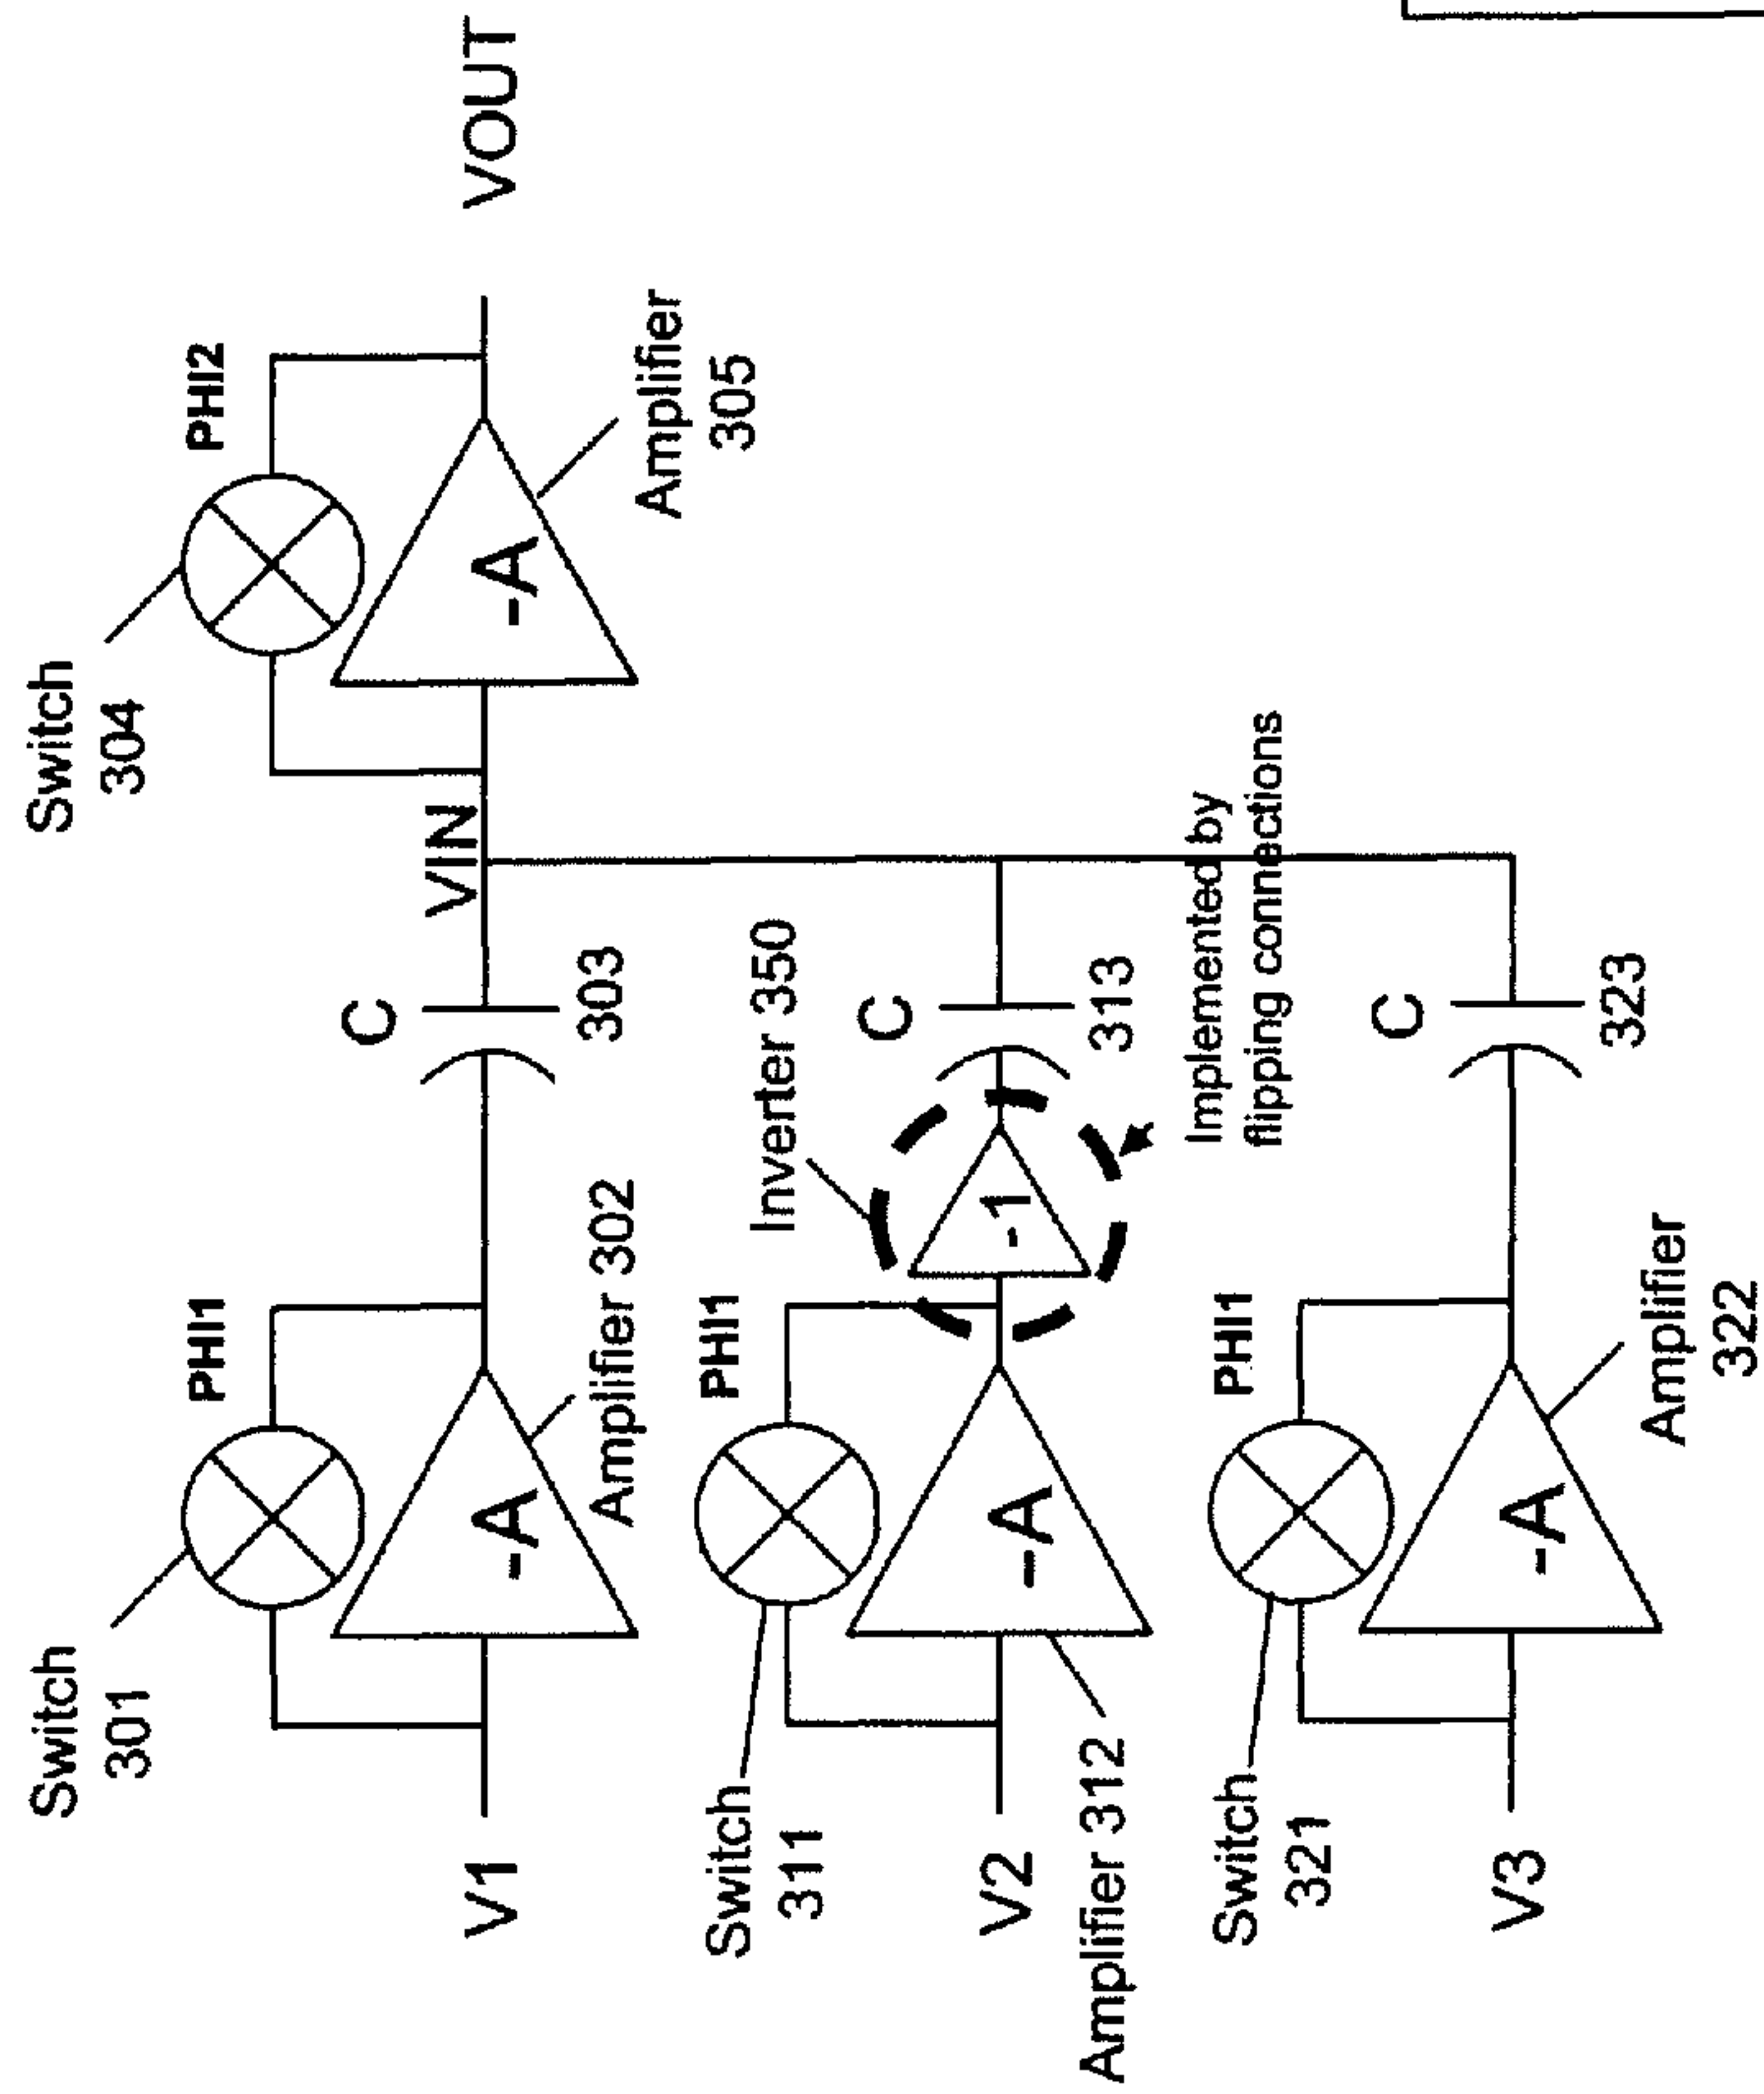 Switch
301
PHI1
-A
Amplifier 302
V1
C
303
VIN
Switch
304
PHI2
-A
Amplifier
305
VOUT
Switch
311
PHI1
-A
V2
Amplifier 312
Inverter 350
-1
C
313
Implemented by
flipping connections
Switch
321
PHI1
-A
V3
Amplifier
322
C
323